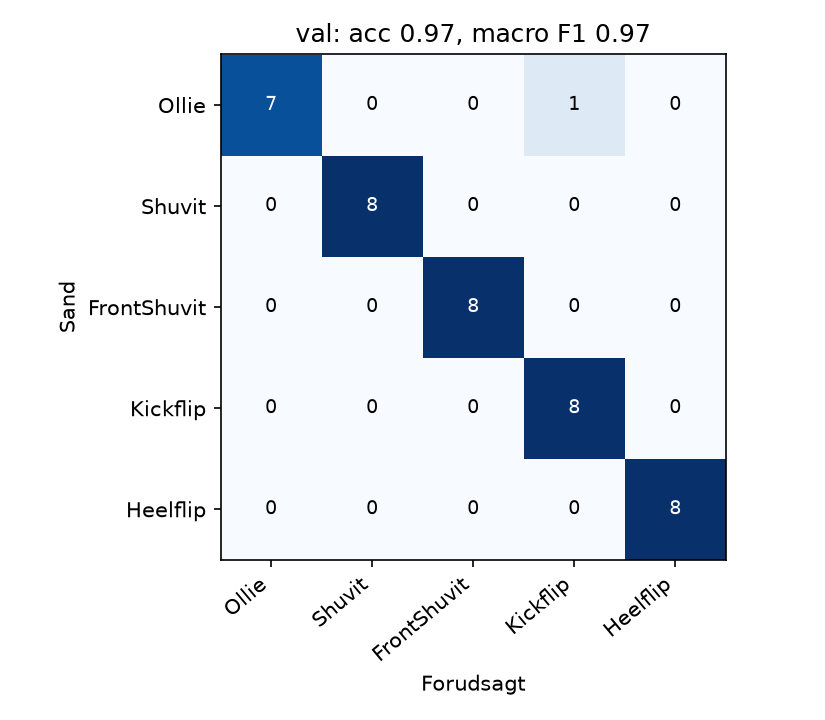 val: acc 0.97, macro F1 0.97
Ollie 7 0 0 1 0
Shuvit 0 8 0 0 0
FrontShuvit 0 0 8 0 0
Kickflip 0 0 0 8 0
Heelflip 0 0 0 0 8
Sand
Ollie Shuvit FrontShuvit Kickflip Heelflip
Forudsagt